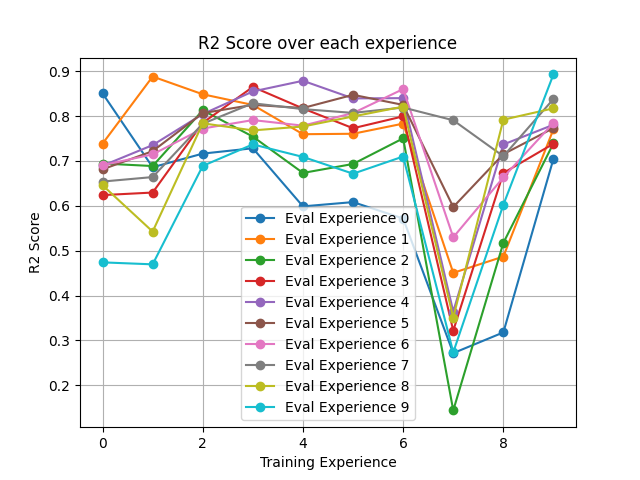 R2 Score over each experience
0.9
0.8
0.7
0.6
0.5
0.4
0.3
0.2
R2 Score
Eval Experience 0
Eval Experience 1
Eval Experience 2
Eval Experience 3
Eval Experience 4
Eval Experience 5
Eval Experience 6
Eval Experience 7
Eval Experience 8
Eval Experience 9
0 2 4 6 8
Training Experience